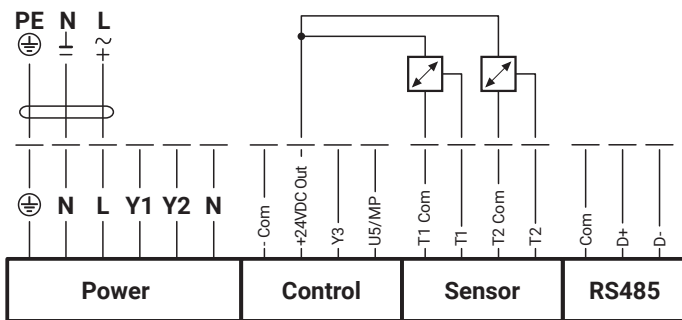 PE N L
~
+
N L Y1 Y2 N
-- Com
+24VDC Out -
Y3
U5/MP
T1 Com
T1
T2 Com
T2
Com
D+
D-
Power
Control
Sensor
RS485